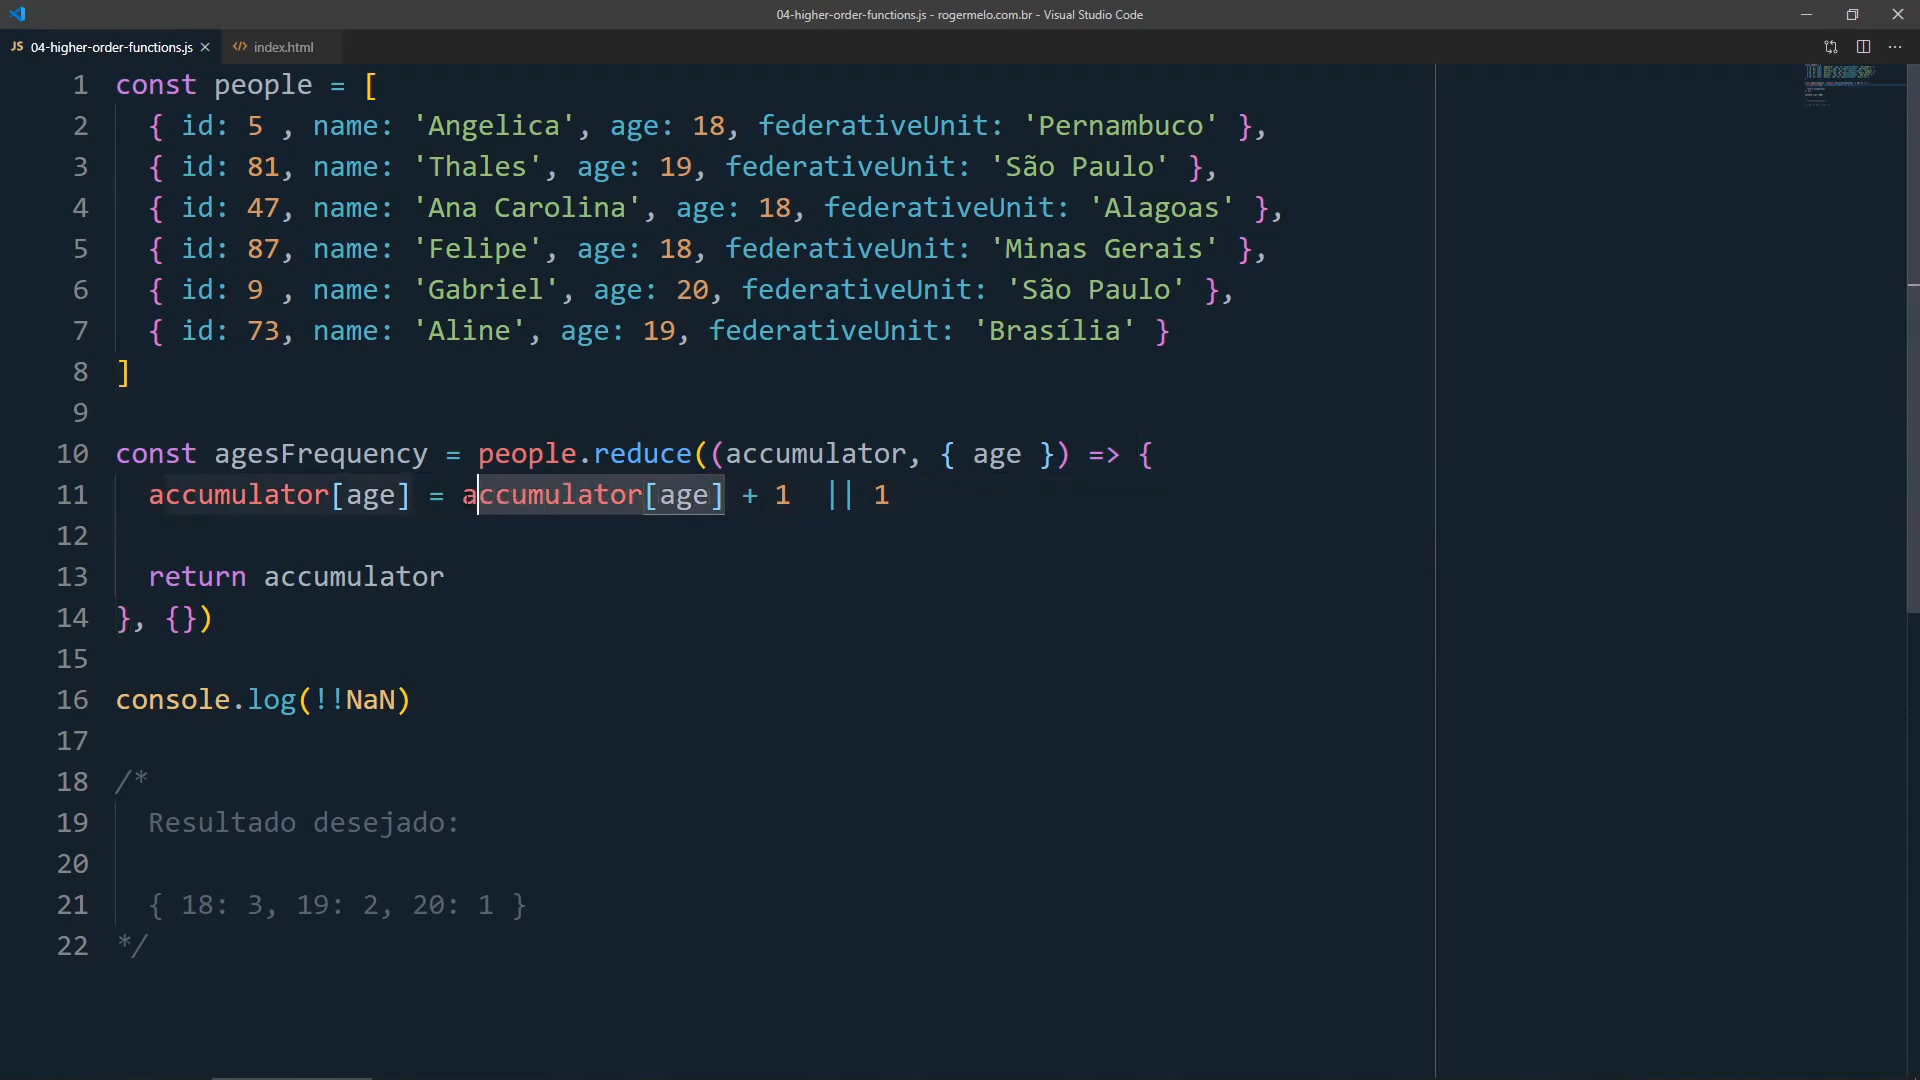 04-higher-order-functions.js - rogermelo.com.br - Visual Studio Code
JS 04-higher-order-functions.js × <> index.html ...
1 const people = [
2 { id: 5 , name: 'Angelica', age: 18, federativeUnit: 'Pernambuco' },
3 { id: 81, name: 'Thales', age: 19, federativeUnit: 'São Paulo' },
4 { id: 47, name: 'Ana Carolina', age: 18, federativeUnit: 'Alagoas' },
5 { id: 87, name: 'Felipe', age: 18, federativeUnit: 'Minas Gerais' },
6 { id: 9 , name: 'Gabriel', age: 20, federativeUnit: 'São Paulo' },
7 { id: 73, name: 'Aline', age: 19, federativeUnit: 'Brasília' }
8 ]
9
10 const agesFrequency = people.reduce((accumulator, { age }) => {
11 accumulator[age] = accumulator[age] + 1  || 1
12
13 return accumulator
14 }, {})
15
16 console.log(!!NaN)
17
18 /*
19 Resultado desejado:
20
21 { 18: 3, 19: 2, 20: 1 }
22 */